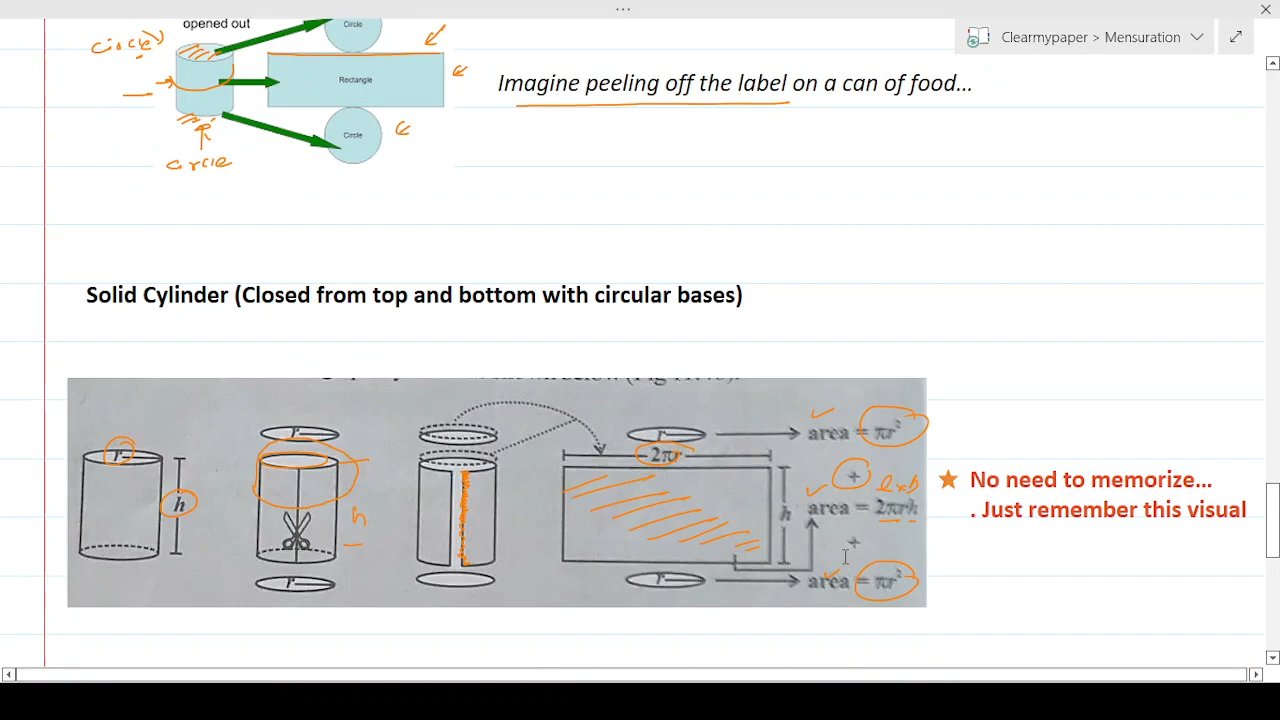 ...
opened out
Clearmypaper > Mensuration
Circle
circle
Rectangle
Imagine peeling off the label on a can of food...
Circle
circle
Solid Cylinder (Closed from top and bottom with circular bases)
r
r
r
area = πr²
r
2πr
+
l×b
h
h
h
area = 2πrh
No need to memorize...
. Just remember this visual
+
r
r
area = πr²